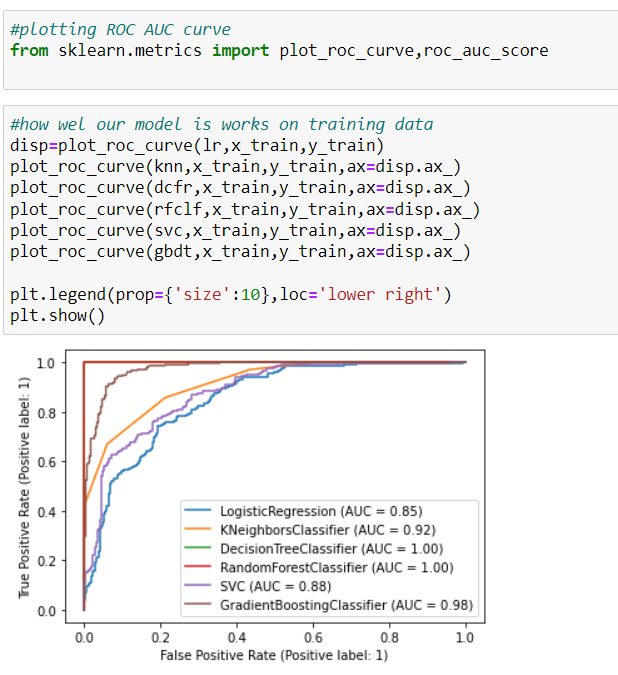 #plotting ROC AUC curve
from sklearn.metrics import plot_roc_curve,roc_auc_score
#how wel our model is works on training data
disp=plot_roc_curve(lr,x_train,y_train)
plot_roc_curve(knn,x_train,y_train,ax=disp.ax_)
plot_roc_curve(dcfr,x_train,y_train,ax=disp.ax_)
plot_roc_curve(rfclf,x_train,y_train,ax=disp.ax_)
plot_roc_curve(svc,x_train,y_train,ax=disp.ax_)
plot_roc_curve(gbdt,x_train,y_train,ax=disp.ax_)
plt.legend(prop={'size':10},loc='lower right')
plt.show()
True Positive Rate (Positive label: 1)
1.0
0.8
0.6
0.4
0.2
0.0
LogisticRegression (AUC = 0.85)
KNeighborsClassifier (AUC = 0.92)
DecisionTreeClassifier (AUC = 1.00)
RandomForestClassifier (AUC = 1.00)
SVC (AUC = 0.88)
GradientBoostingClassifier (AUC = 0.98)
0.0 0.2 0.4 0.6 0.8 1.0
False Positive Rate (Positive label: 1)